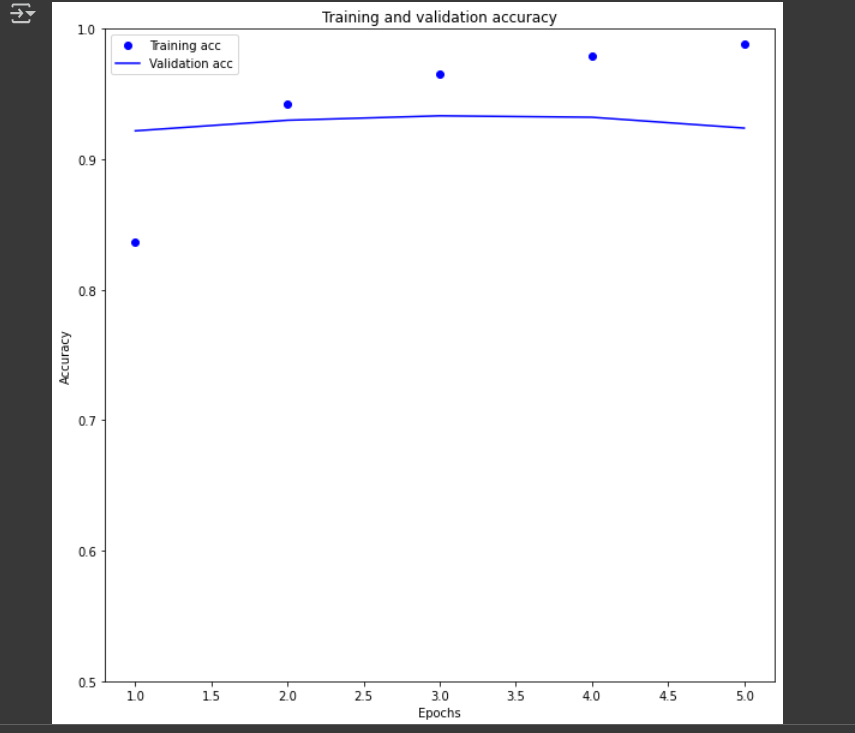 Training and validation accuracy
1.0
Training acc
Validation acc
0.9
0.8
Accuracy
0.7
0.6
0.5
1.0 1.5 2.0 2.5 3.0 3.5 4.0 4.5 5.0
Epochs